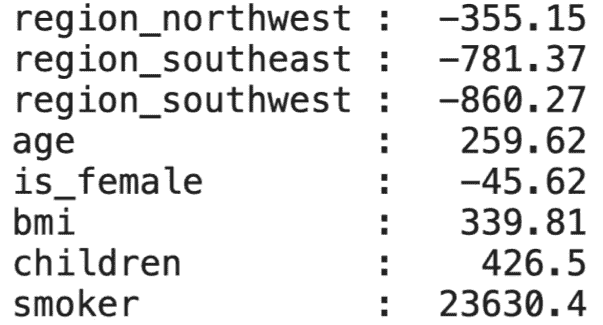 region_northwest :  -355.15
region_southeast :  -781.37
region_southwest :  -860.27
age              :   259.62
is_female        :   -45.62
bmi              :   339.81
children         :    426.5
smoker           :  23630.4